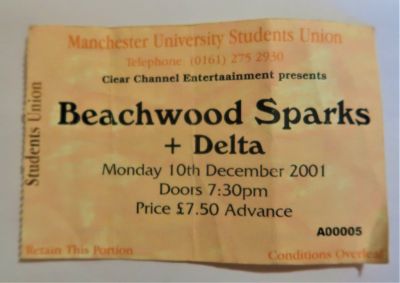 Manchester University Students Union
Telephone: (0161) 275 2930
Clear Channel Entertaainment presents
Beachwood Sparks
+ Delta
Monday 10th December 2001
Doors 7:30pm
Price £7.50 Advance
A00005
Retain This Portion
Conditions Overleaf
Students Union